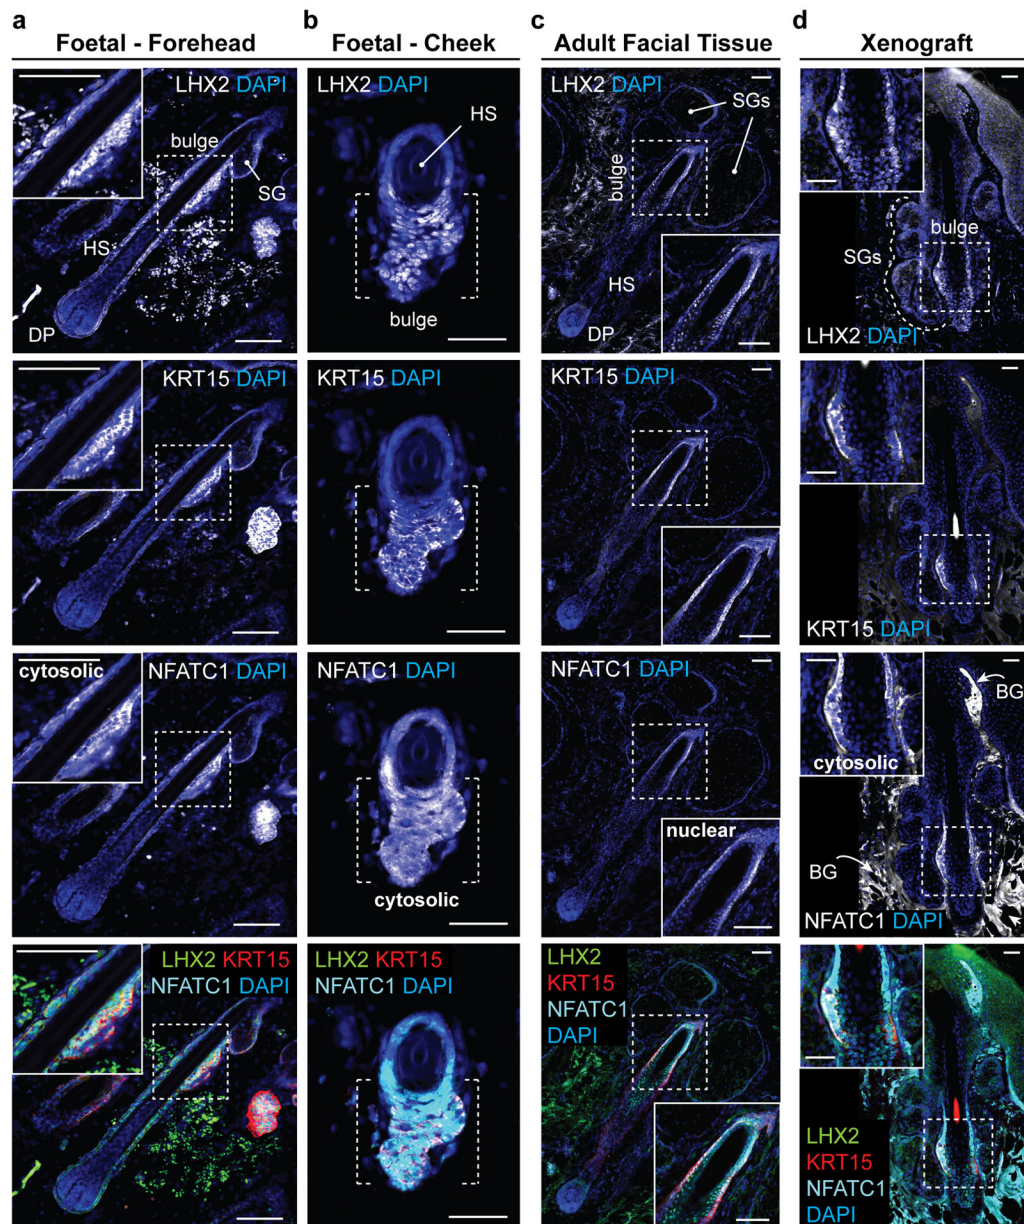 a
b
c
d
Foetal - Forehead
Foetal - Cheek
Adult Facial Tissue
Xenograft
LHX2 DAPI
bulge
SG
HS
DP
LHX2 DAPI
HS
bulge
LHX2 DAPI
SGs
bulge
HS
DP
bulge
SGs
LHX2 DAPI
KRT15 DAPI
KRT15 DAPI
KRT15 DAPI
KRT15 DAPI
cytosolic
NFATC1 DAPI
NFATC1 DAPI
cytosolic
NFATC1 DAPI
nuclear
BG
cytosolic
BG
NFATC1 DAPI
LHX2 KRT15
NFATC1 DAPI
LHX2 KRT15
NFATC1 DAPI
LHX2
KRT15
NFATC1
DAPI
LHX2
KRT15
NFATC1
DAPI